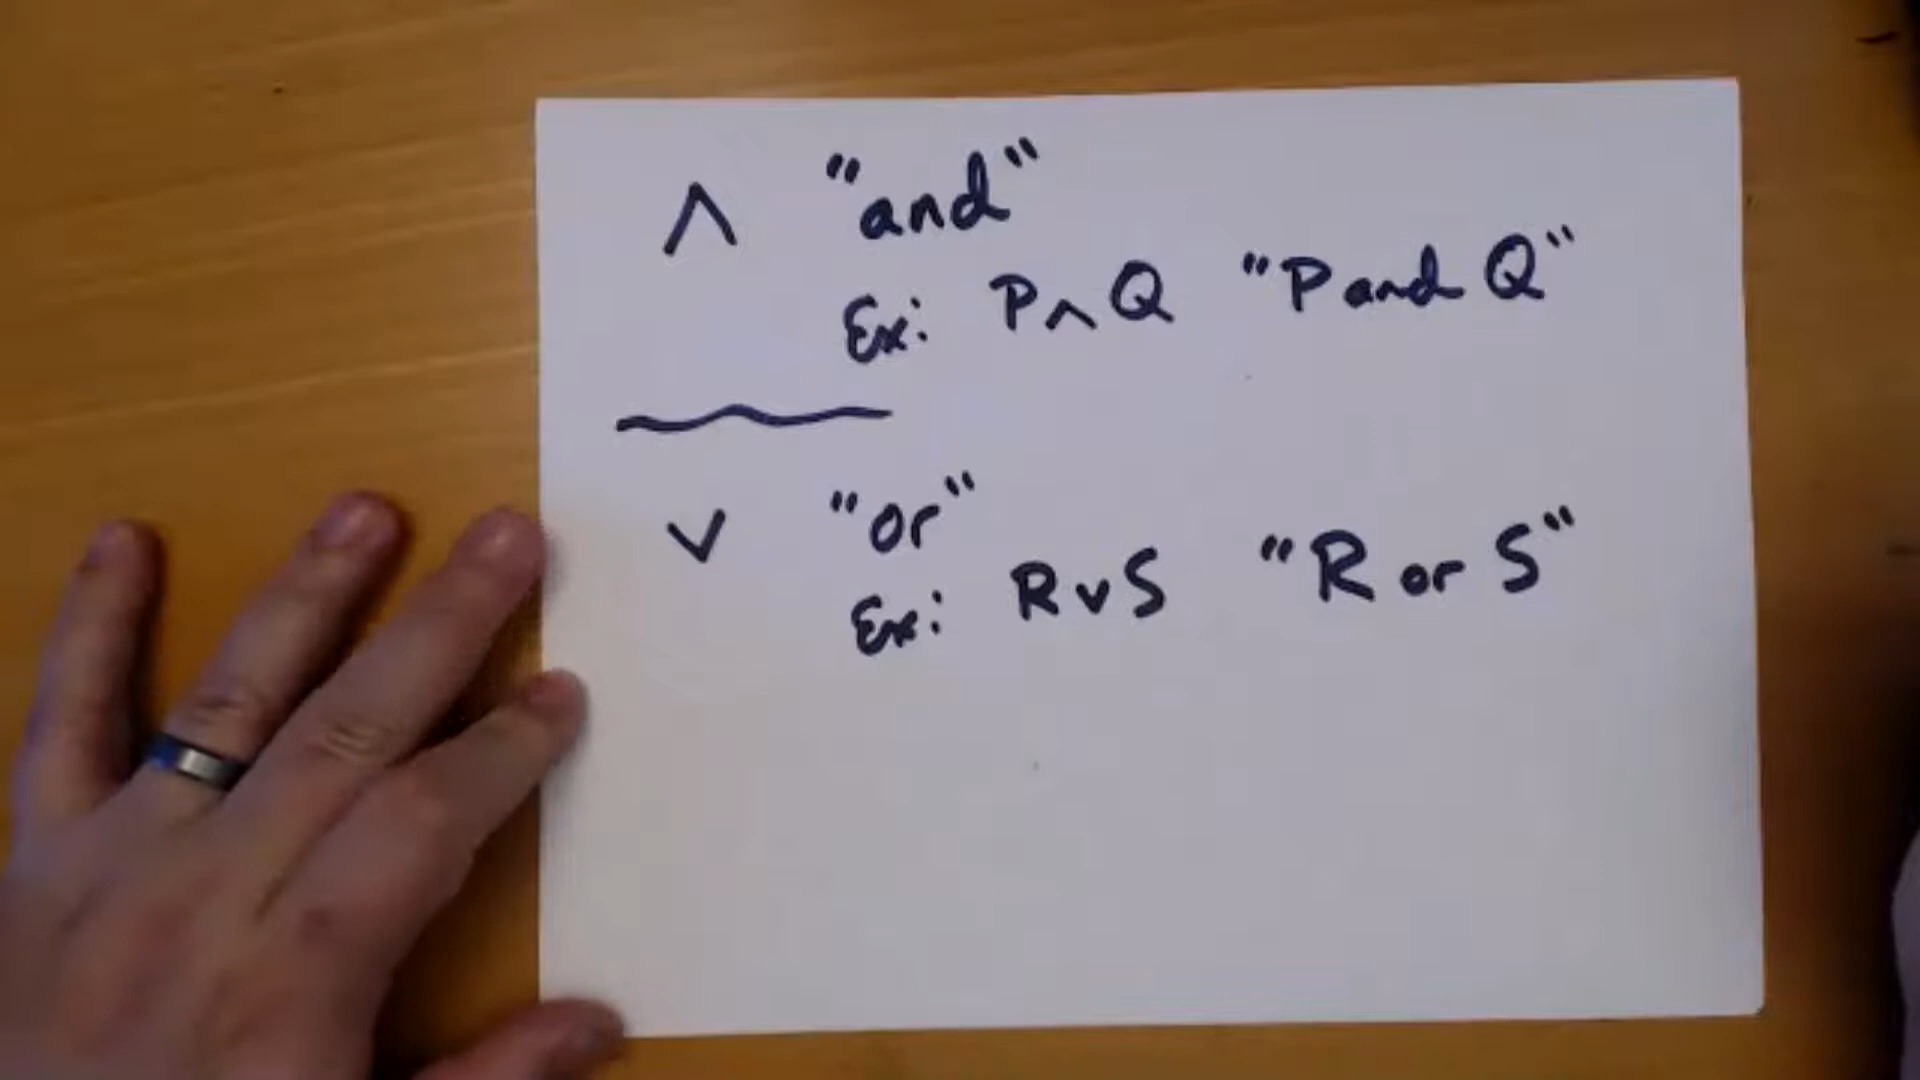 ∧ "and"
Ex: P∧Q "P and Q"
∨ "or"
Ex: R∨S "R or S"